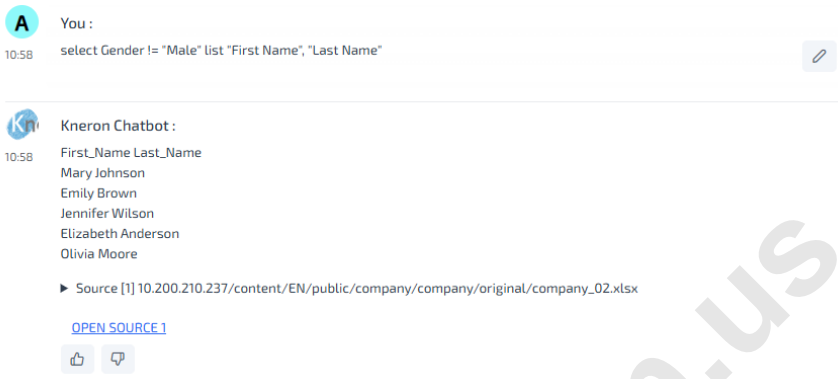 A
You :
10:58
select Gender != "Male" list "First Name", "Last Name"
Kn
Kneron Chatbot :
10:58
First_Name Last_Name
Mary Johnson
Emily Brown
Jennifer Wilson
Elizabeth Anderson
Olivia Moore
▶ Source [1] 10.200.210.237/content/EN/public/company/company/original/company_02.xlsx
OPEN SOURCE 1
.us